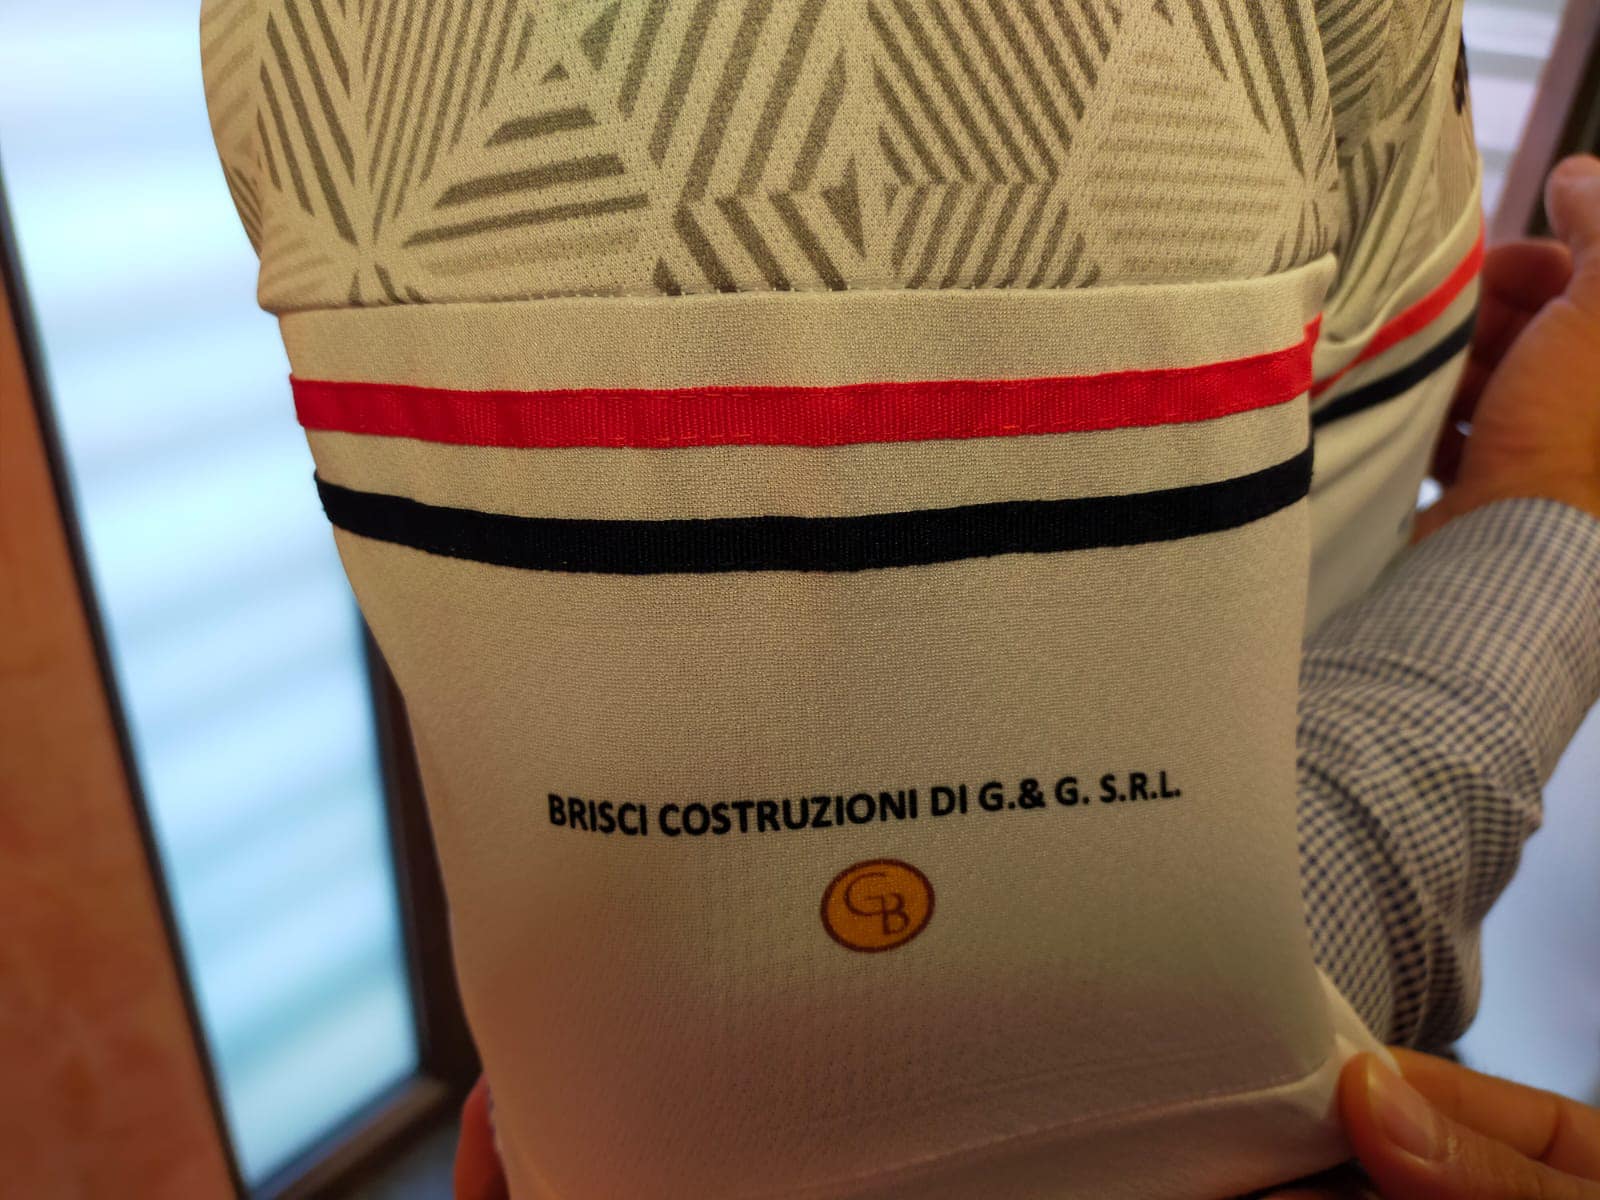 BRISCI COSTRUZIONI DI G.& G. S.R.L.
GB